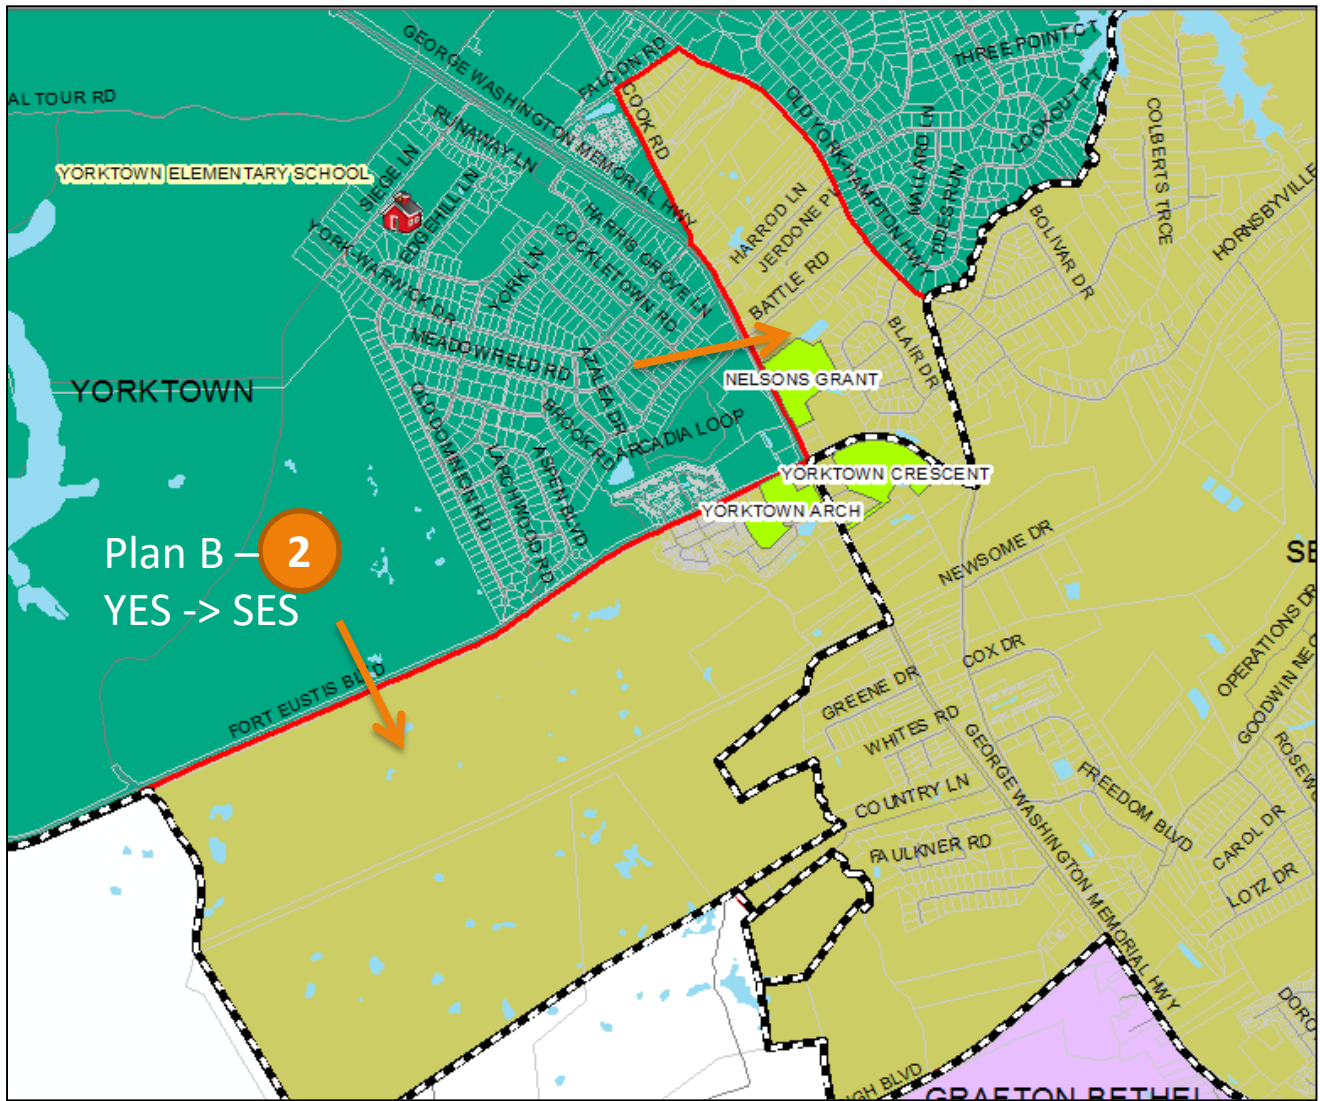 GEORGE WASHINGTON MEMORIAL HWY
FALCON RD
THREE POINT CT
AL TOUR RD
COOK RD
OLD YORK-HAMPTON HWY
LOOKOUT PT
COLBERTS TRCE
RUNAWAY LN
MALLARD LN
YORKTOWN ELEMENTARY SCHOOL
SIEGE LN
EDGEHILL LN
TIDES RUN
HORNSBYVILLE
HARROD LN
JERDONE PL
HARRIS GROVE LN
COCKLETOWN RD
BOLIVAR DR
YORK-WARWICK DR
YORK LN
BATTLE RD
MEADOWFIELD RD
AZALEA DR
BLAIR DR
NELSONS GRANT
YORKTOWN
OLD DOMINION RD
BROOK RD
ARCADIA LOOP
LARCHWOOD RD
ASPEN BLVD
YORKTOWN CRESCENT
YORKTOWN ARCH
NEWSOME DR
SE
Plan B – 2
YES -> SES
OPERATIONS DR
GOODWIN NEC
COX DR
GREENE DR
FORT EUSTIS BLVD
WHITES RD
GEORGE WASHINGTON MEMORIAL HWY
ROSEW
FREEDOM BLVD
COUNTRY LN
CAROL DR
FAULKNER RD
LOTZ DR
DORO
IGH BLVD
GRAFTON BETHEL